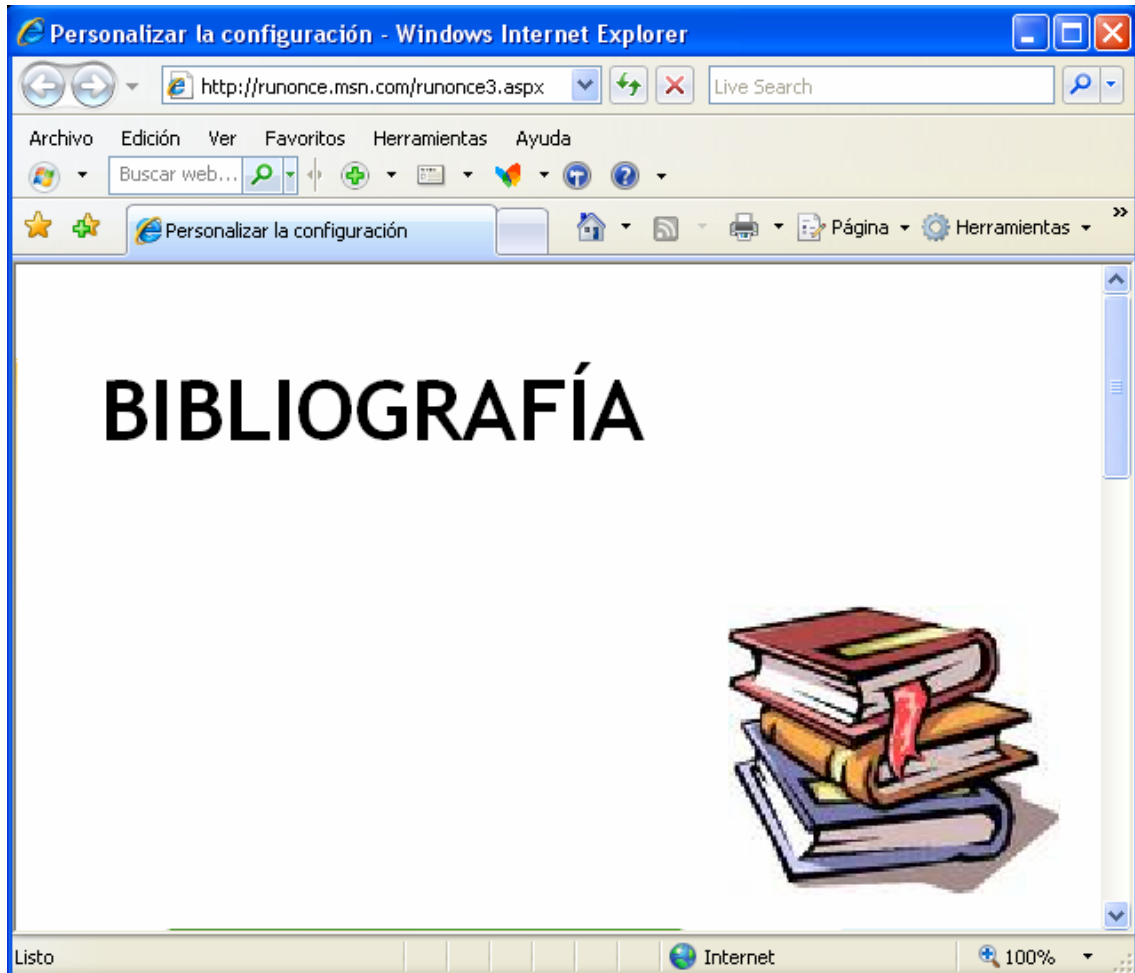 Personalizar la configuración - Windows Internet Explorer
http://runonce.msn.com/runonce3.aspx
Live Search
Archivo Edición Ver Favoritos Herramientas Ayuda
Buscar web...
Personalizar la configuración
Página
Herramientas
»
BIBLIOGRAFÍA
Listo
Internet
100%